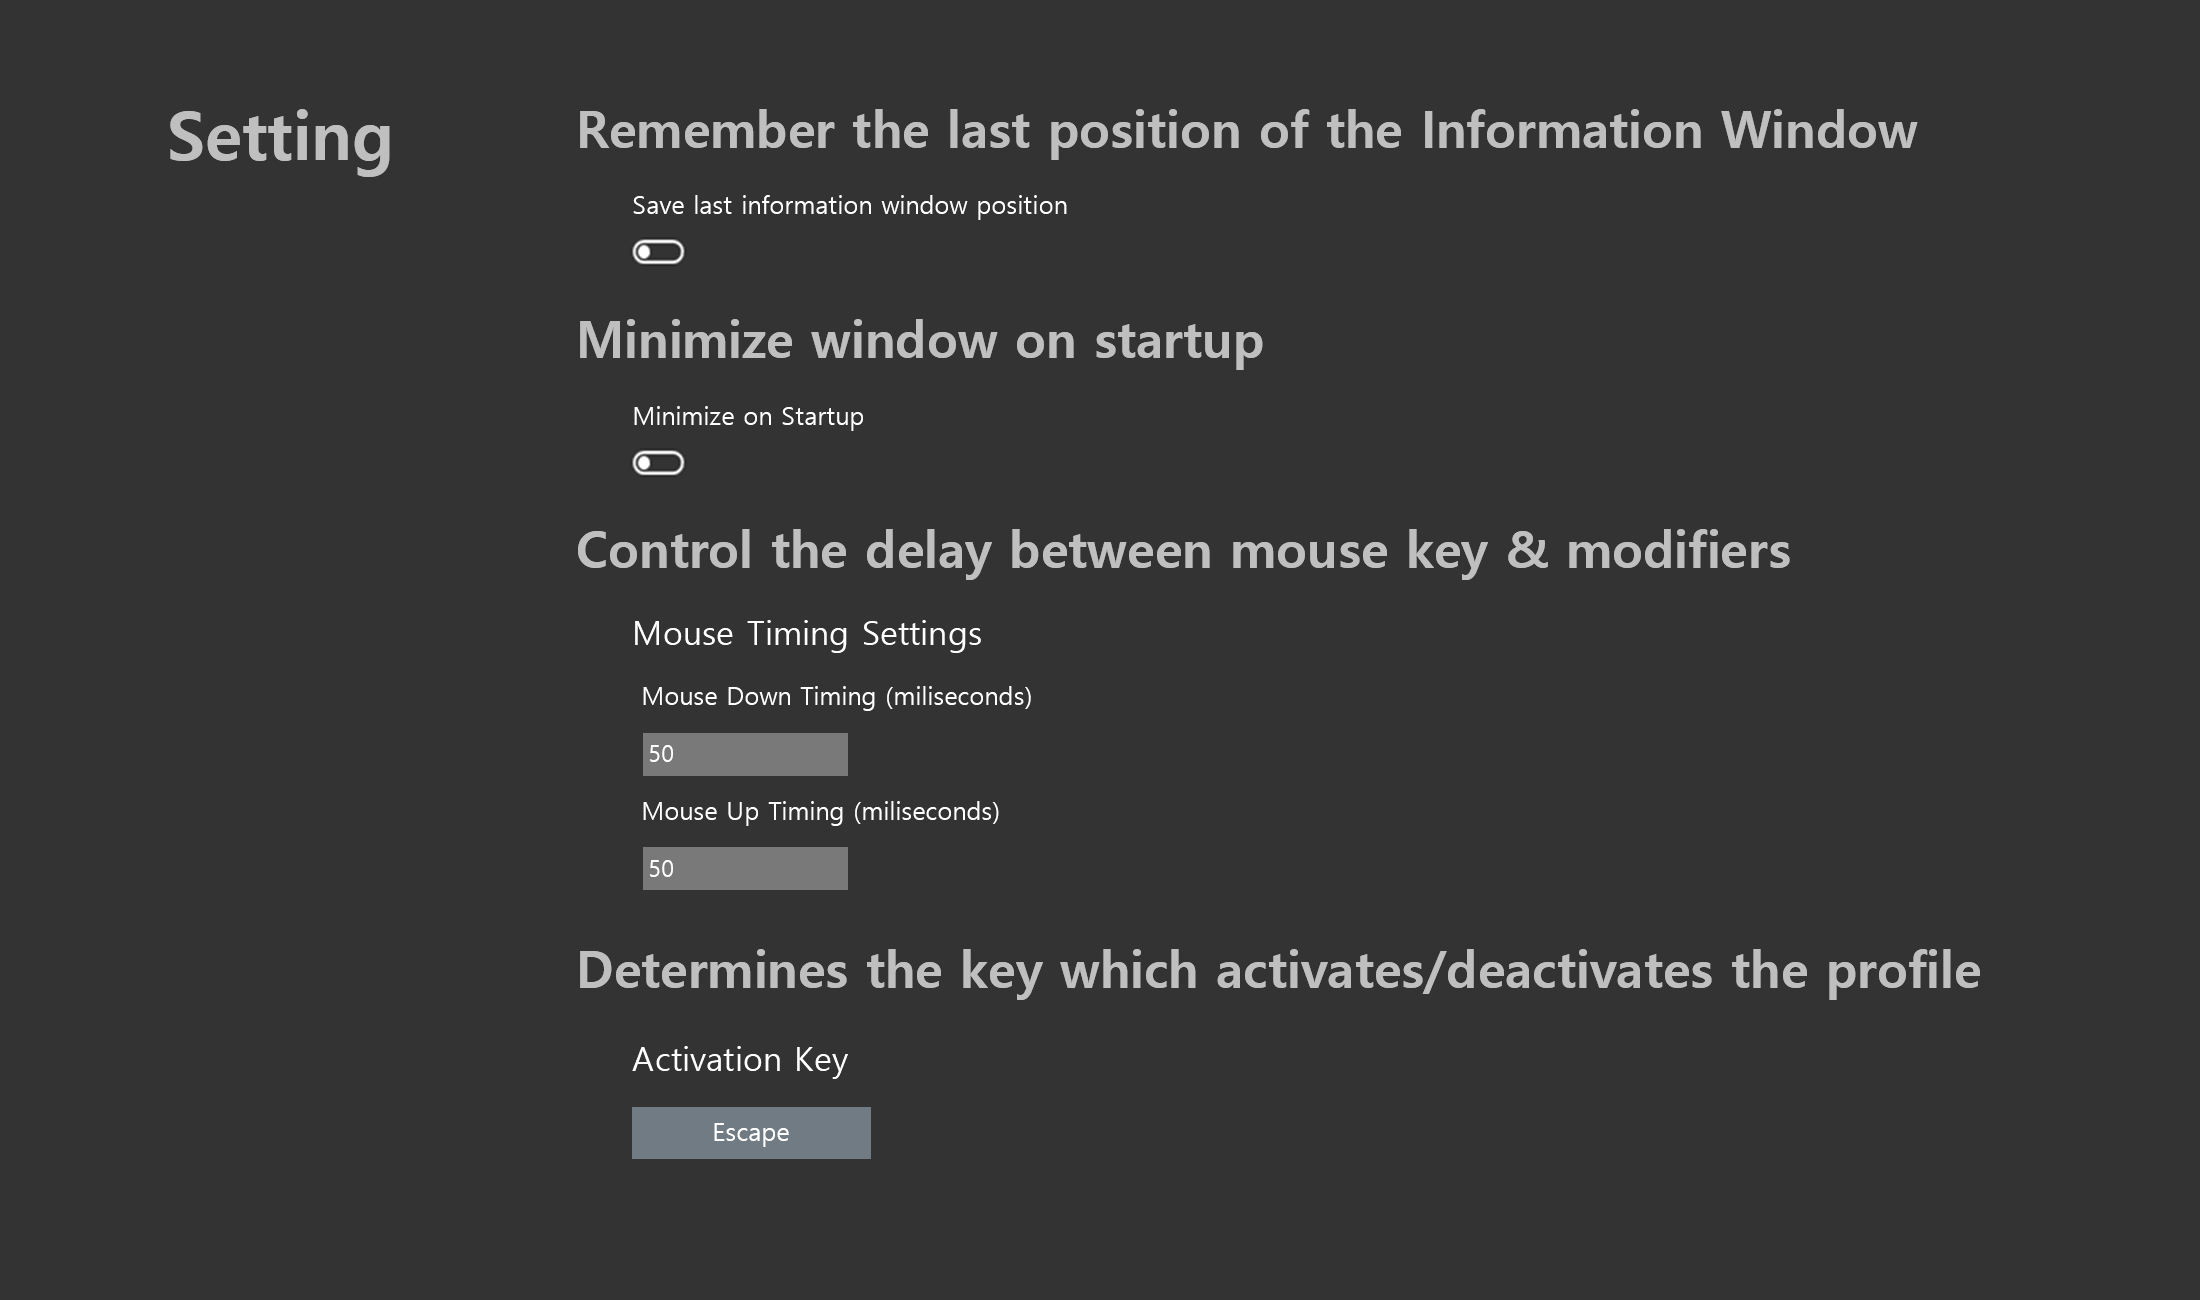 Setting
Remember the last position of the Information Window
Save last information window position
Minimize window on startup
Minimize on Startup
Control the delay between mouse key & modifiers
Mouse Timing Settings
Mouse Down Timing (miliseconds)
50
Mouse Up Timing (miliseconds)
50
Determines the key which activates/deactivates the profile
Activation Key
Escape